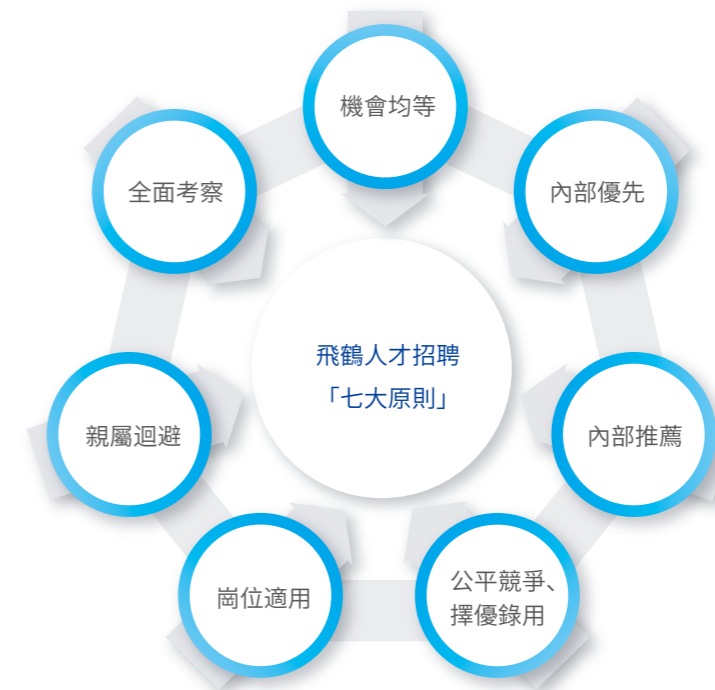 機會均等
內部優先
內部推薦
公平競爭、
擇優錄用
崗位適用
親屬迴避
全面考察
飛鶴人才招聘
「七大原則」